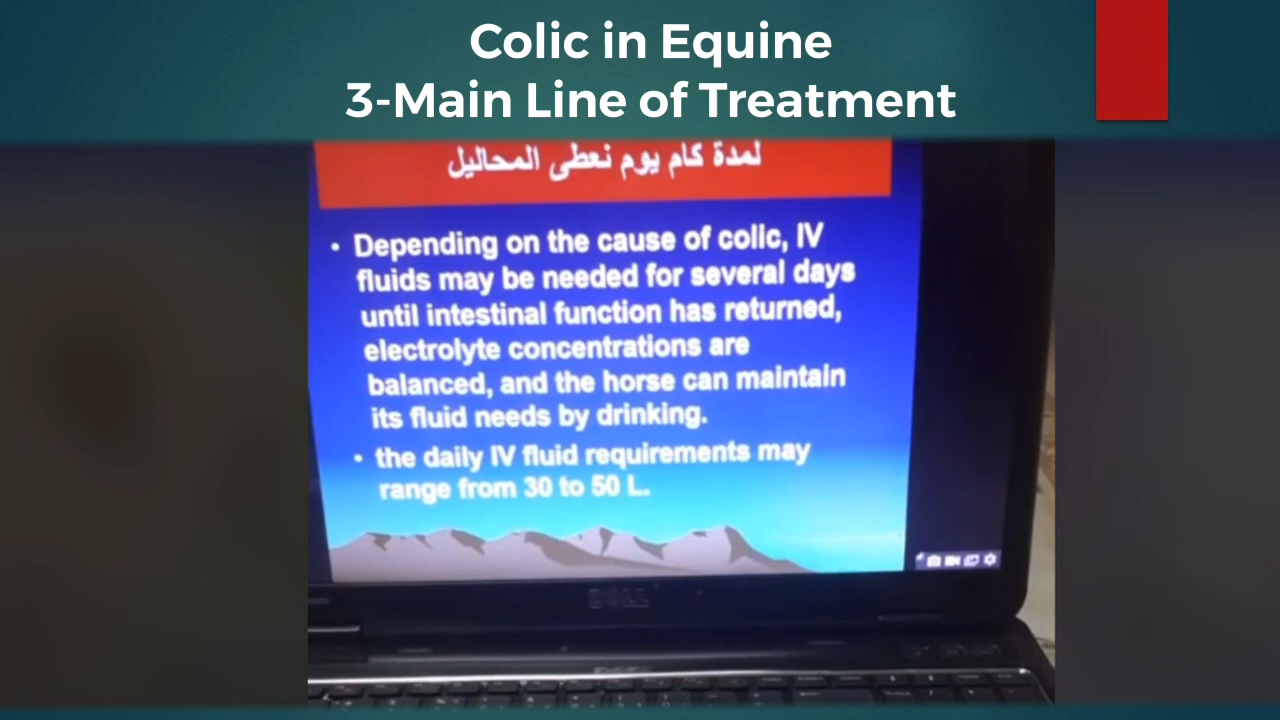 Colic in Equine
3-Main Line of Treatment
لمدة كام يوم نعطى المحاليل
• Depending on the cause of colic, IV
fluids may be needed for several days
until intestinal function has returned,
electrolyte concentrations are
balanced, and the horse can maintain
its fluid needs by drinking.
• the daily IV fluid requirements may
range from 30 to 50 L.
DELL